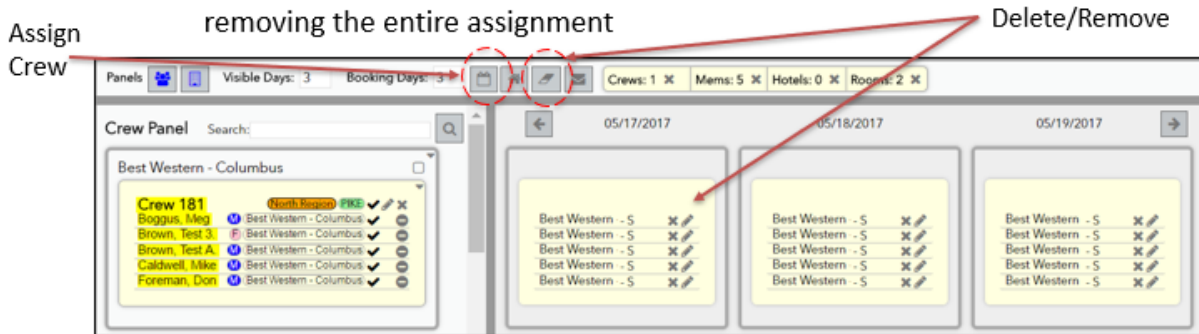 removing the entire assignment
Delete/Remove
Assign
Crew
Panels Visible Days: 3 Booking Days: 3 Crews: 1 Mems: 5 Hotels: 0 Rooms: 2
Crew Panel Search:
05/17/2017 05/18/2017 05/19/2017
Best Western - Columbus
Crew 181 North Region PIKE
Boggus, Meg M Best Western - Columbus
Brown, Test 3. F Best Western - Columbus
Brown, Test A. M Best Western - Columbus
Caldwell, Mike M Best Western - Columbus
Foreman, Don M Best Western - Columbus
Best Western - S Best Western - S Best Western - S
Best Western - S Best Western - S Best Western - S
Best Western - S Best Western - S Best Western - S
Best Western - S Best Western - S Best Western - S
Best Western - S Best Western - S Best Western - S